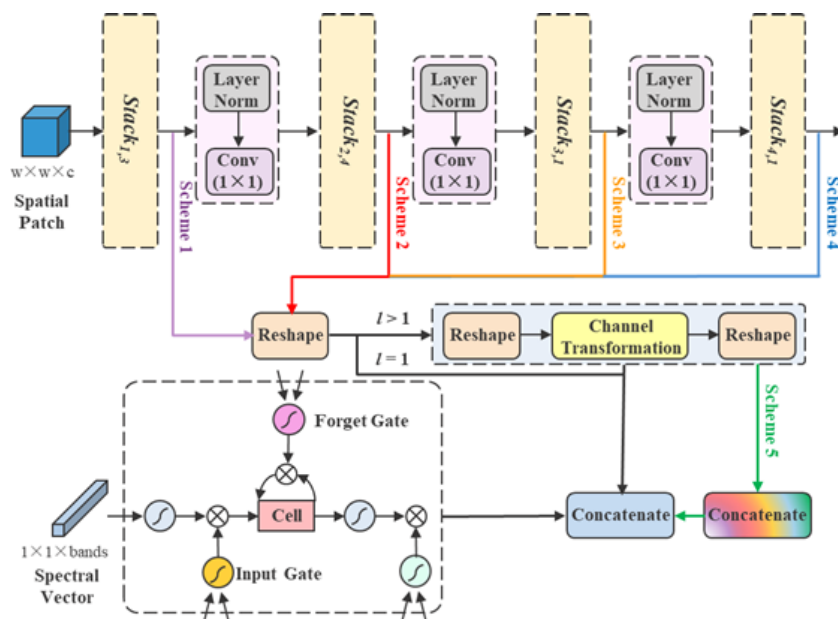 Stack1,3
Layer
Norm
Conv
(1×1)
Stack2,4
Layer
Norm
Conv
(1×1)
Stack3,1
Layer
Norm
Conv
(1×1)
Stack4,1
w×w×c
Spatial
Patch
Scheme 1
Scheme 2
Scheme 3
Scheme 4
Reshape
l > 1
l = 1
Reshape
Channel
Transformation
Reshape
Scheme 5
Forget Gate
Cell
Concatenate
Concatenate
1×1×bands
Spectral
Vector
Input Gate